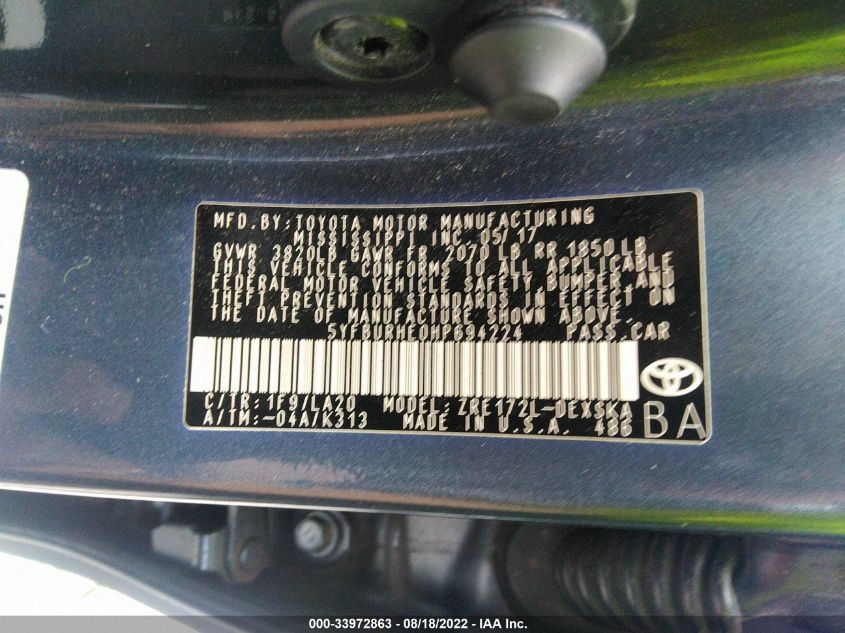 MFD.BY:TOYOTA MOTOR MANUFACTURING
MISSISSIPPI INC 05/17
GVWR 3820LB GAWR FR 2070 LB RR 1850 LB
THIS VEHICLE CONFORMS TO ALL APPLICABLE
FEDERAL MOTOR VEHICLE SAFETY,BUMPER,AND
THEFT PREVENTION STANDARDS IN EFFECT ON
THE DATE OF MANUFACTURE SHOWN ABOVE.
5YFBURHE0HP694224 PASS.CAR
C/TR:1F9/LA20 MODEL:ZRE172L-DEXSKA
A/TM:-04A/K313 MADE IN U.S.A. 486
BA
000-33972863 - 08/18/2022 - IAA Inc.